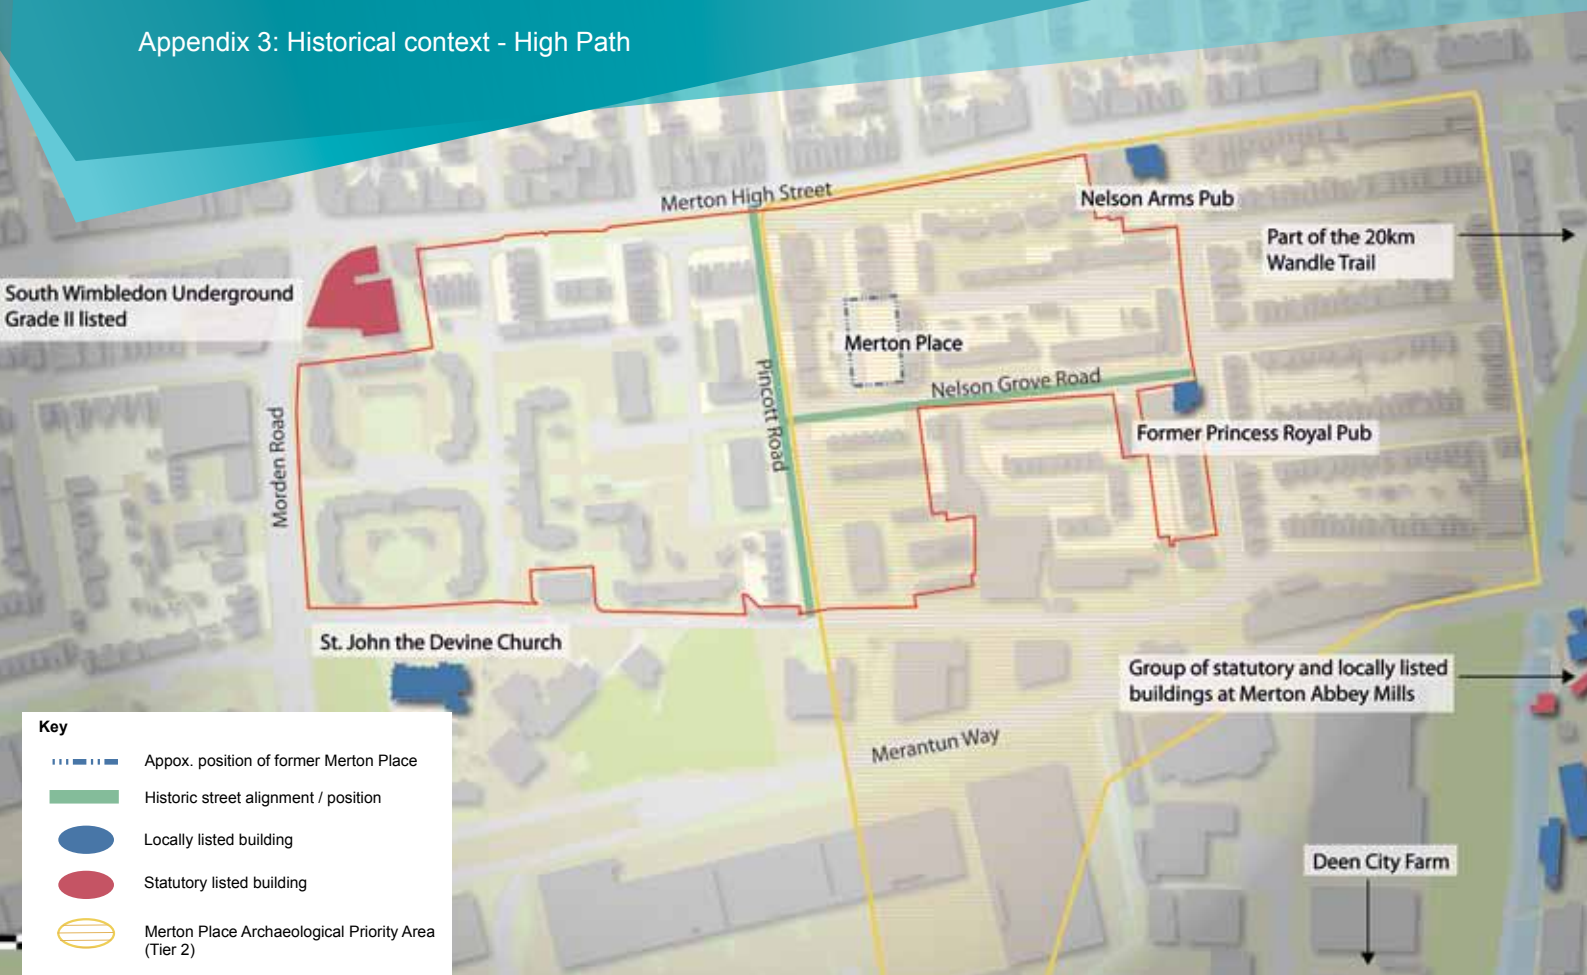 Appendix 3: Historical context - High Path
Merton High Street
Nelson Arms Pub
Part of the 20km
Wandle Trail
South Wimbledon Underground
Grade II listed
Merton Place
Pincott Road
Nelson Grove Road
Morden Road
Former Princess Royal Pub
St. John the Devine Church
Group of statutory and locally listed
buildings at Merton Abbey Mills
Merantun Way
Deen City Farm
Key
Appox. position of former Merton Place
Historic street alignment / position
Locally listed building
Statutory listed building
Merton Place Archaeological Priority Area
(Tier 2)